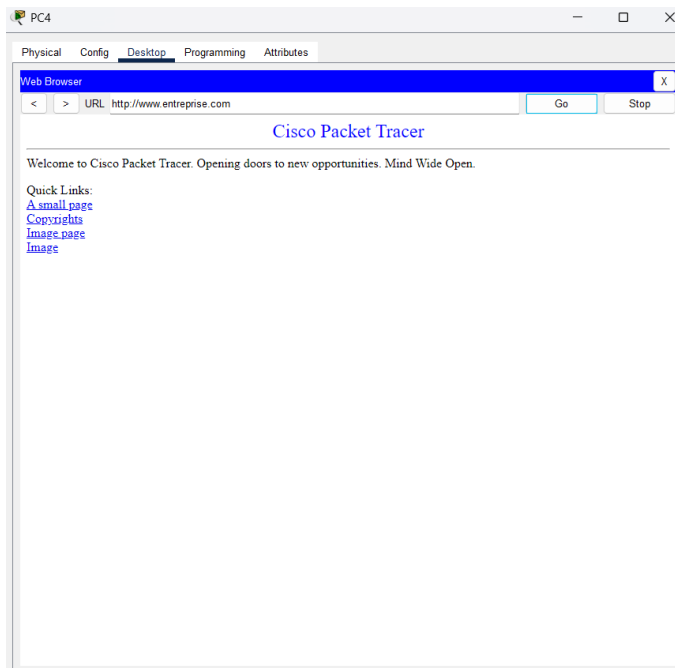 PC4
Physical Config Desktop Programming Attributes
Web Browser X
< > URL http://www.entreprise.com Go Stop
Cisco Packet Tracer
Welcome to Cisco Packet Tracer. Opening doors to new opportunities. Mind Wide Open.
Quick Links:
A small page
Copyrights
Image page
Image